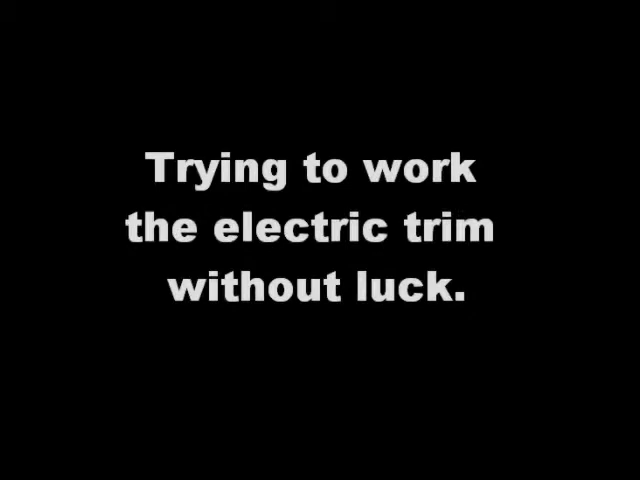 Trying to work
the electric trim
without luck.